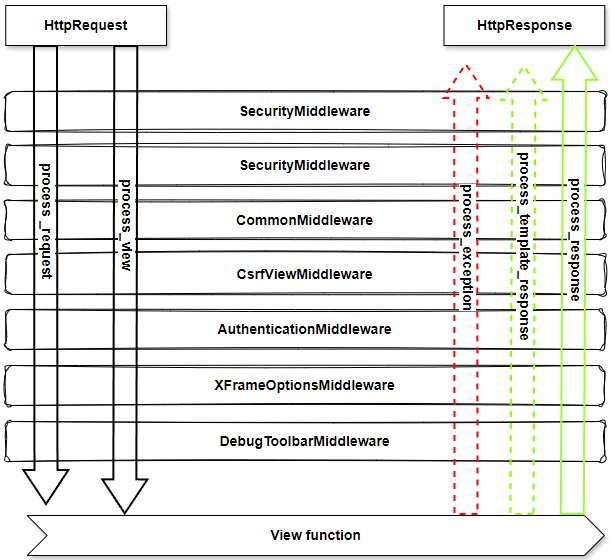 HttpRequest
HttpResponse
SecurityMiddleware
SecurityMiddleware
CommonMiddleware
CsrfViewMiddleware
AuthenticationMiddleware
XFrameOptionsMiddleware
DebugToolbarMiddleware
process_request
process_view
process_exception
process_template_response
process_response
View function